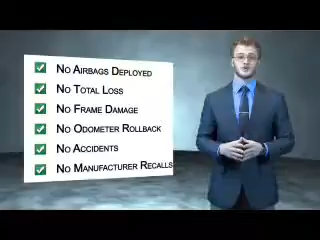 No Airbags Deployed
No Total Loss
No Frame Damage
No Odometer Rollback
No Accidents
No Manufacturer Recalls